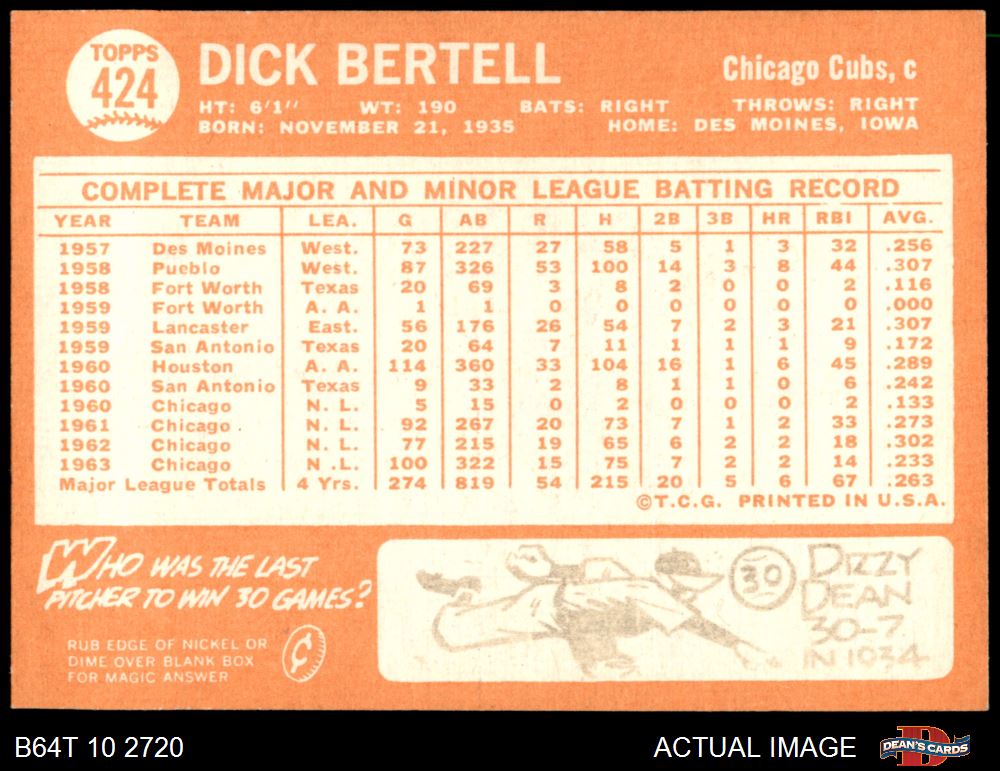 TOPPS
424
DICK BERTELL
Chicago Cubs, c
HT: 6'1" WT: 190 BATS: RIGHT THROWS: RIGHT
BORN: NOVEMBER 21, 1935 HOME: DES MOINES, IOWA
COMPLETE MAJOR AND MINOR LEAGUE BATTING RECORD
YEAR TEAM LEA. G AB R H 2B 3B HR RBI AVG.
1957 Des Moines West. 73 227 27 58 5 1 3 32 .256
1958 Pueblo West. 87 326 53 100 14 3 8 44 .307
1958 Fort Worth Texas 20 69 3 8 2 0 0 2 .116
1959 Fort Worth A. A. 1 1 0 0 0 0 0 0 .000
1959 Lancaster East. 56 176 26 54 7 2 3 21 .307
1959 San Antonio Texas 20 64 7 11 1 1 1 9 .172
1960 Houston A. A. 114 360 33 104 16 1 6 45 .289
1960 San Antonio Texas 9 33 2 8 1 1 0 6 .242
1960 Chicago N. L. 5 15 0 2 0 0 0 2 .133
1961 Chicago . N. L. 92 267 20 73 7 1 2 33 .273
1962 Chicago N. L. 77 215 19 65 6 2 2 18 .302
1963 Chicago N .L. 100 322 15 75 7 2 2 14 .233
Major League Totals 4 Yrs. 274 819 54 215 20 5 6 67 .263
©T.C.G. PRINTED IN U.S.A.
WHO WAS THE LAST
PITCHER TO WIN 30 GAMES?
RUB EDGE OF NICKEL OR
DIME OVER BLANK BOX
FOR MAGIC ANSWER
30
DIZZY
DEAN
30-7
IN 1934
B64T 10 2720
ACTUAL IMAGE
DEAN'S CARDS